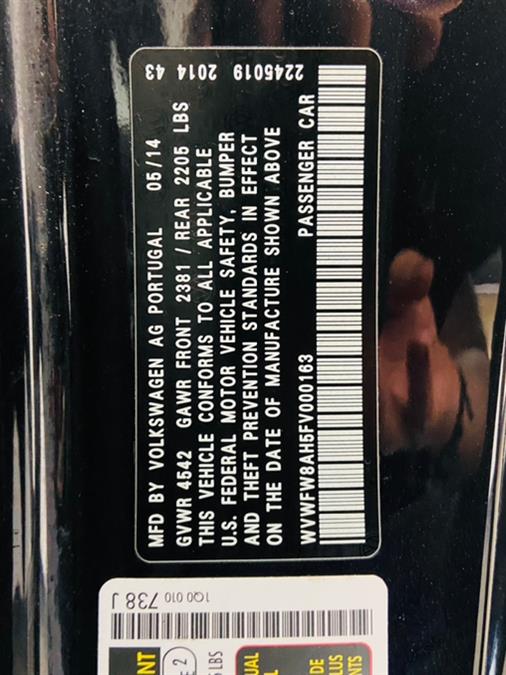 MFD BY VOLKSWAGEN AG PORTUGAL 05/14 2014 43 2245019
GVWR 4542 GAWR FRONT 2381 / REAR 2205 LBS
THIS VEHICLE CONFORMS TO ALL APPLICABLE
U.S. FEDERAL MOTOR VEHICLE SAFETY, BUMPER
AND THEFT PREVENTION STANDARDS IN EFFECT
ON THE DATE OF MANUFACTURE SHOWN ABOVE
WVWFW8AH5FV000163 PASSENGER CAR
1Q0 010
738 J
LBS